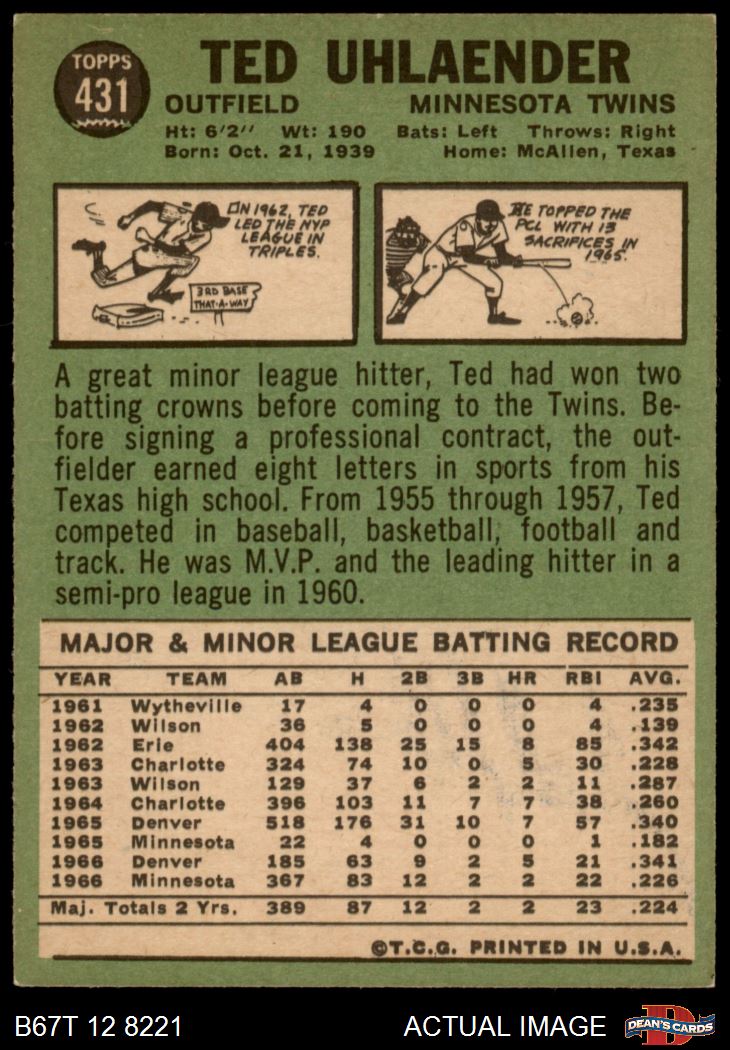 TOPPS
431
TED UHLAENDER
OUTFIELD MINNESOTA TWINS
Ht: 6'2" Wt: 190 Bats: Left Throws: Right
Born: Oct. 21, 1939 Home: McAllen, Texas
IN 1962, TED
LED THE NYP
LEAGUE IN
TRIPLES.
3RD BASE
THAT-A-WAY
HE TOPPED THE
PCL WITH 13
SACRIFICES IN
1965.
A great minor league hitter, Ted had won two
batting crowns before coming to the Twins. Be-
fore signing a professional contract, the out-
fielder earned eight letters in sports from his
Texas high school. From 1955 through 1957, Ted
competed in baseball, basketball, football and
track. He was M.V.P. and the leading hitter in a
semi-pro league in 1960.
MAJOR & MINOR LEAGUE BATTING RECORD
YEAR TEAM AB H 2B 3B HR RBI AVG.
1961 Wytheville 17 4 0 0 0 4 .235
1962 Wilson 36 5 0 0 0 4 .139
1962 Erie 404 138 25 15 8 85 .342
1963 Charlotte 324 74 10 0 5 30 .228
1963 Wilson 129 37 6 2 2 11 .287
1964 Charlotte 396 103 11 7 7 38 .260
1965 Denver 518 176 31 10 7 57 .340
1965 Minnesota 22 4 0 0 0 1 .182
1966 Denver 185 63 9 2 5 21 .341
1966 Minnesota 367 83 12 2 2 22 .226
Maj. Totals 2 Yrs. 389 87 12 2 2 23 .224
©T.C.G. PRINTED IN U.S.A.
B67T 12 8221 ACTUAL IMAGE
D
DEAN'S CARDS